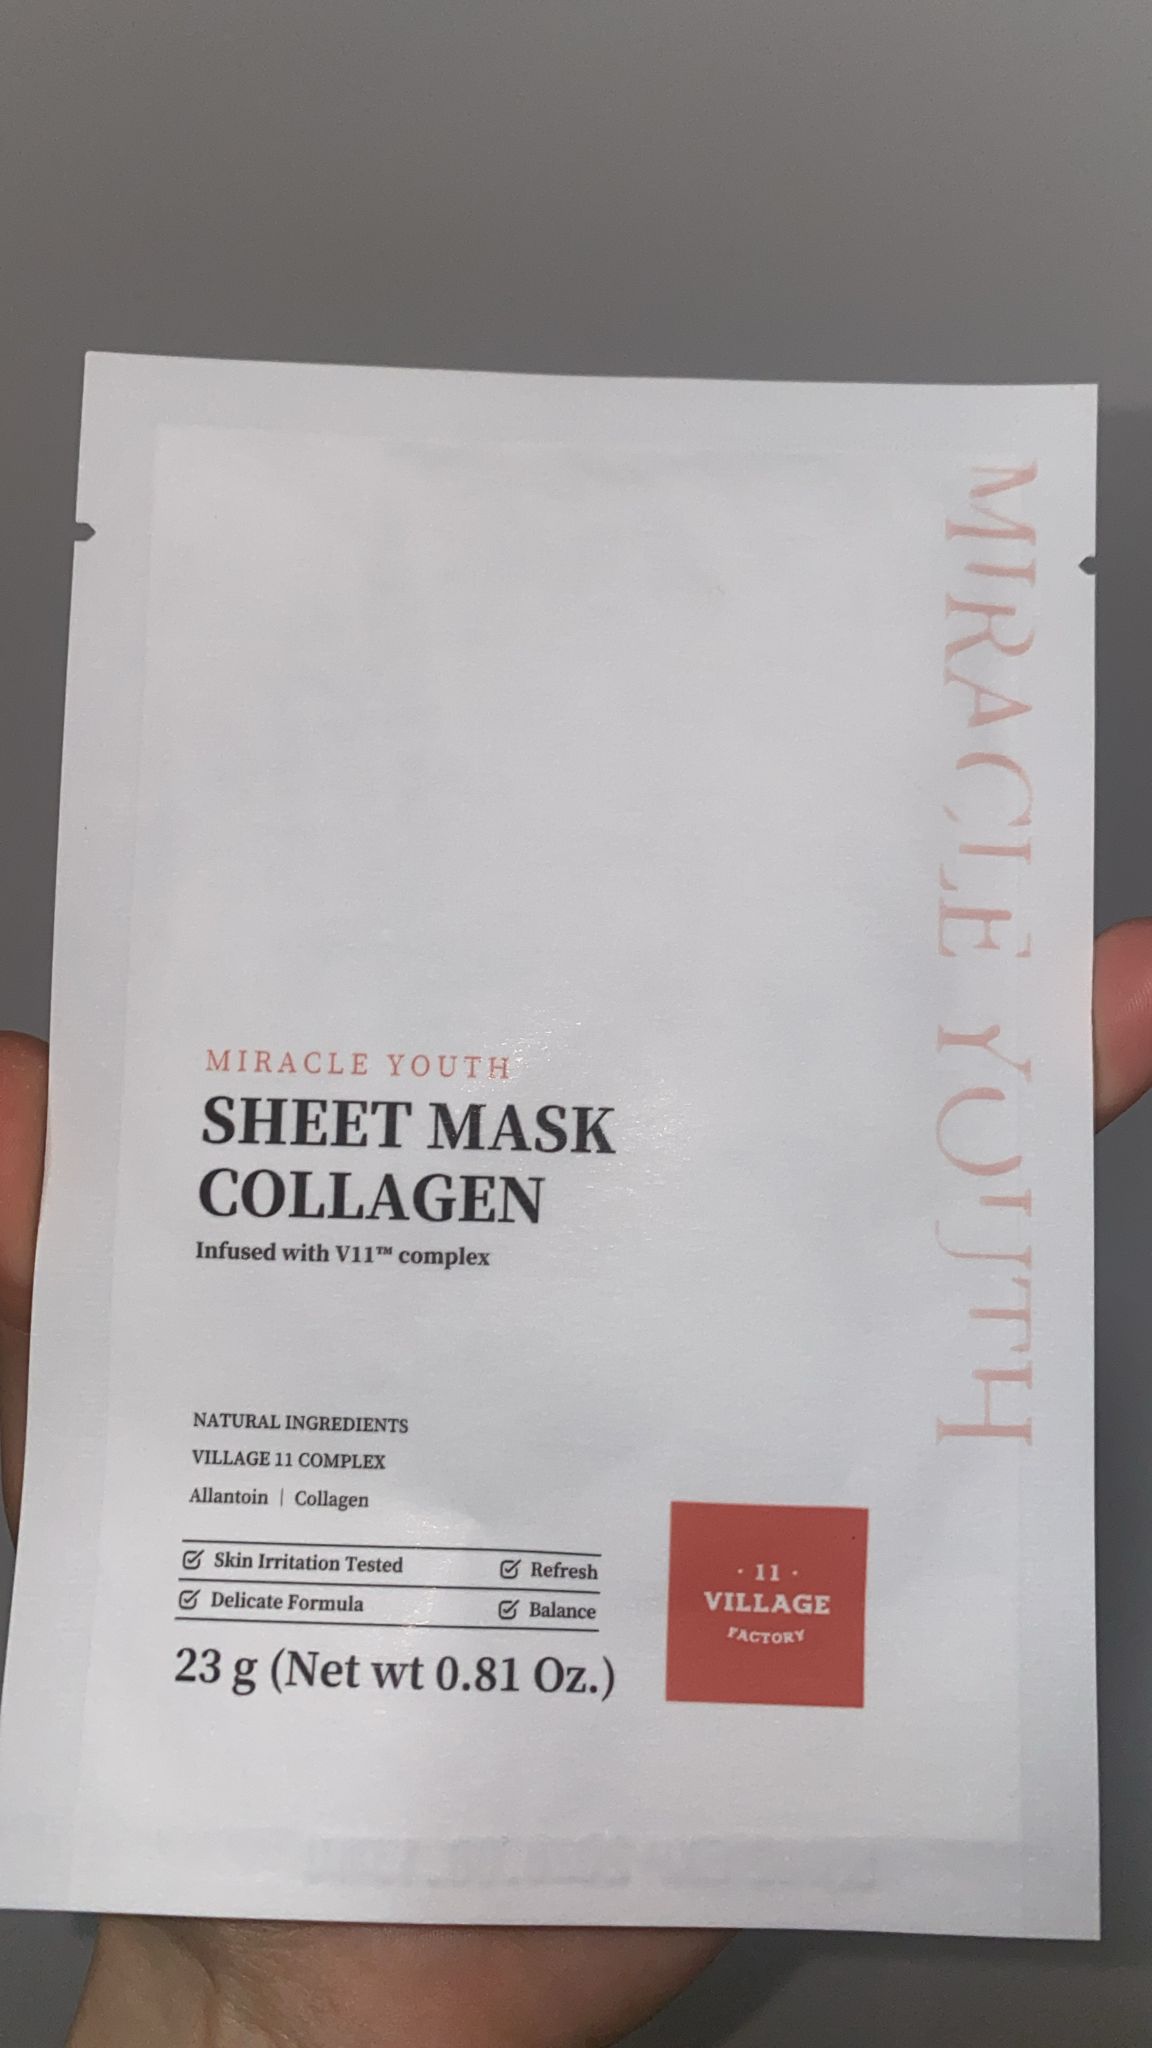 MIRACLE YOUTH
MIRACLE YOUTH
SHEET MASK
COLLAGEN
Infused with V11™ complex
NATURAL INGREDIENTS
VILLAGE 11 COMPLEX
Allantoin | Collagen
Skin Irritation Tested
Refresh
Delicate Formula
Balance
23 g (Net wt 0.81 Oz.)
· 11 ·
VILLAGE
FACTORY